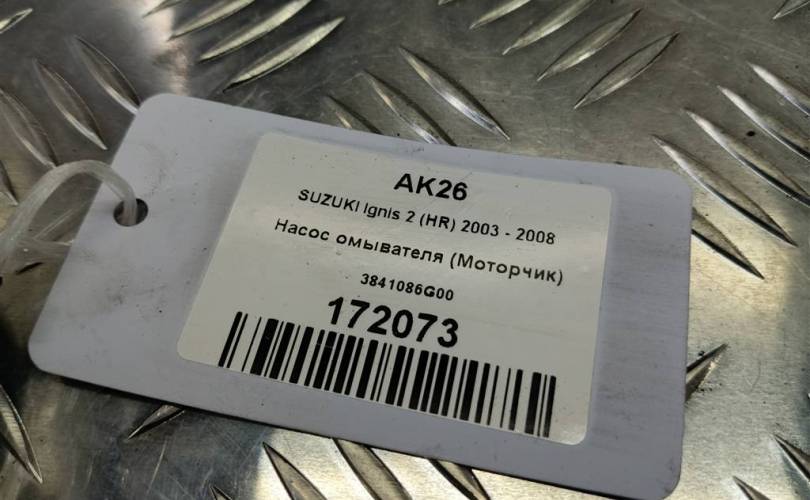 AK26
SUZUKI Ignis 2 (HR) 2003 - 2008
Насос омывателя (Моторчик)
3841086G00
172073